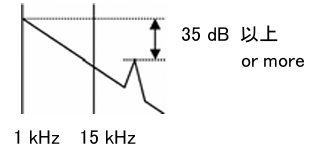 35 dB 以上
or more
1 kHz 15 kHz